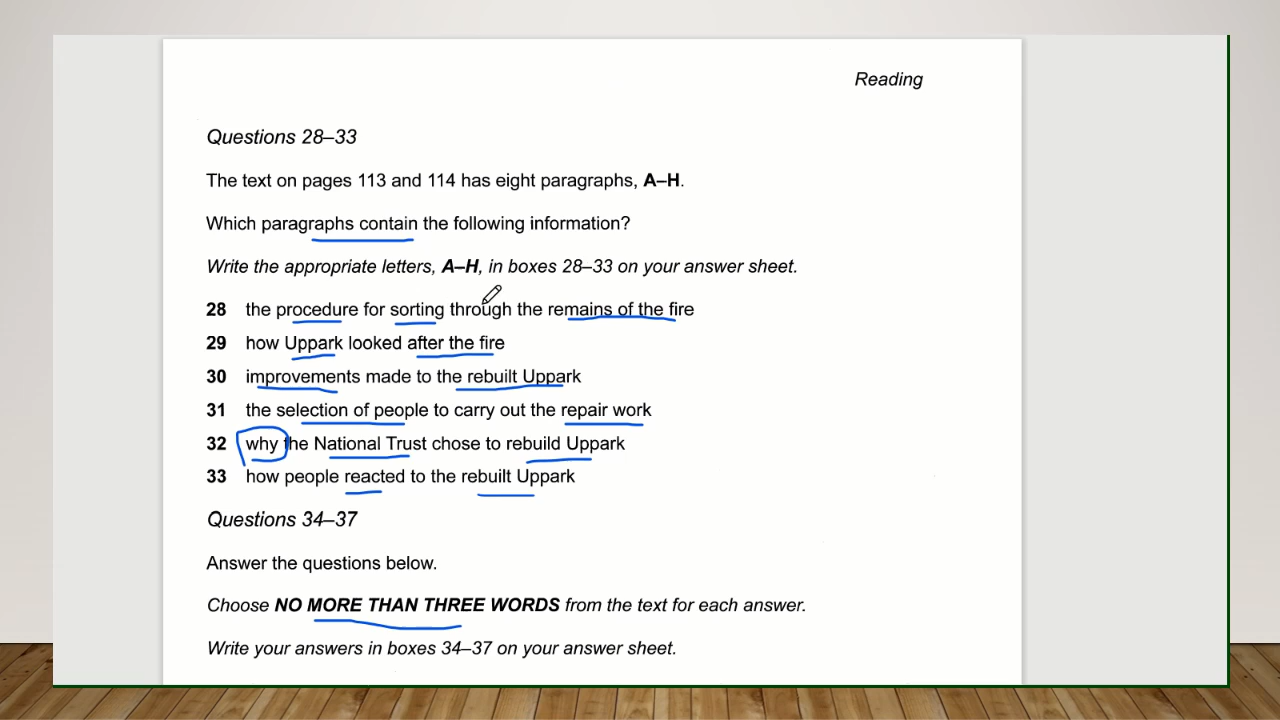 Reading
Questions 28–33
The text on pages 113 and 114 has eight paragraphs, A–H.
Which paragraphs contain the following information?
Write the appropriate letters, A–H, in boxes 28–33 on your answer sheet.
28 the procedure for sorting through the remains of the fire
29 how Uppark looked after the fire
30 improvements made to the rebuilt Uppark
31 the selection of people to carry out the repair work
32 why the National Trust chose to rebuild Uppark
33 how people reacted to the rebuilt Uppark
Questions 34–37
Answer the questions below.
Choose NO MORE THAN THREE WORDS from the text for each answer.
Write your answers in boxes 34–37 on your answer sheet.